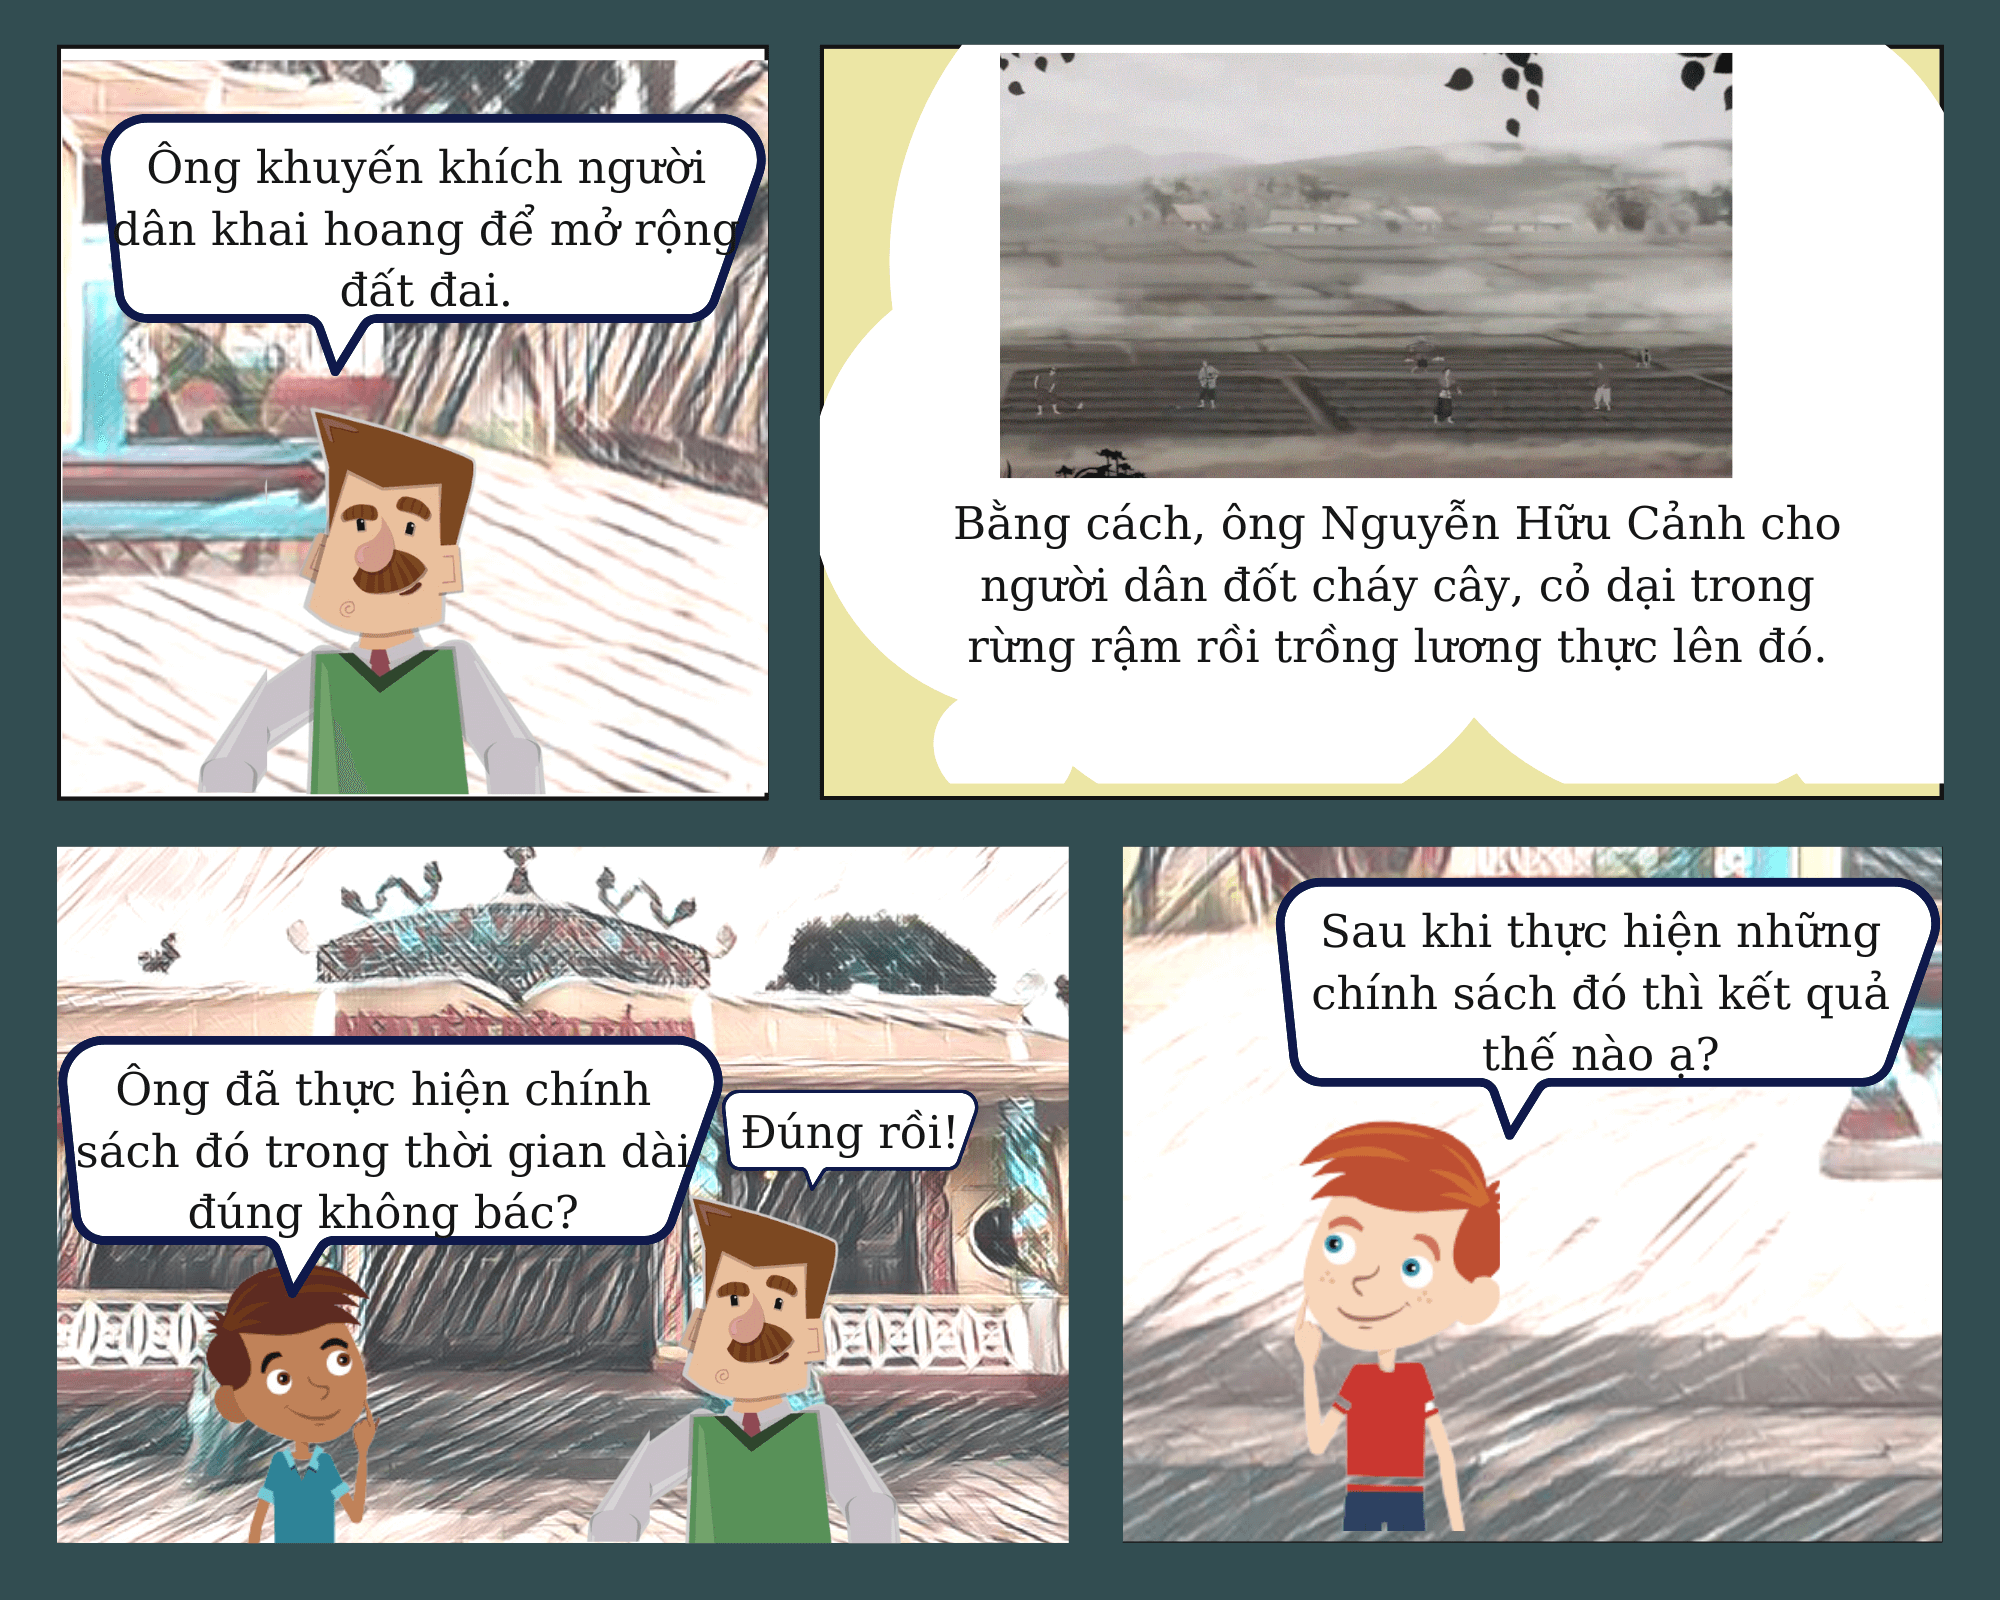 Ông khuyến khích người
dân khai hoang để mở rộng
đất đai.
Bằng cách, ông Nguyễn Hữu Cảnh cho
người dân đốt cháy cây, cỏ dại trong
rừng rậm rồi trồng lương thực lên đó.
Ông đã thực hiện chính
sách đó trong thời gian dài
đúng không bác?
Đúng rồi!
Sau khi thực hiện những
chính sách đó thì kết quả
thế nào ạ?